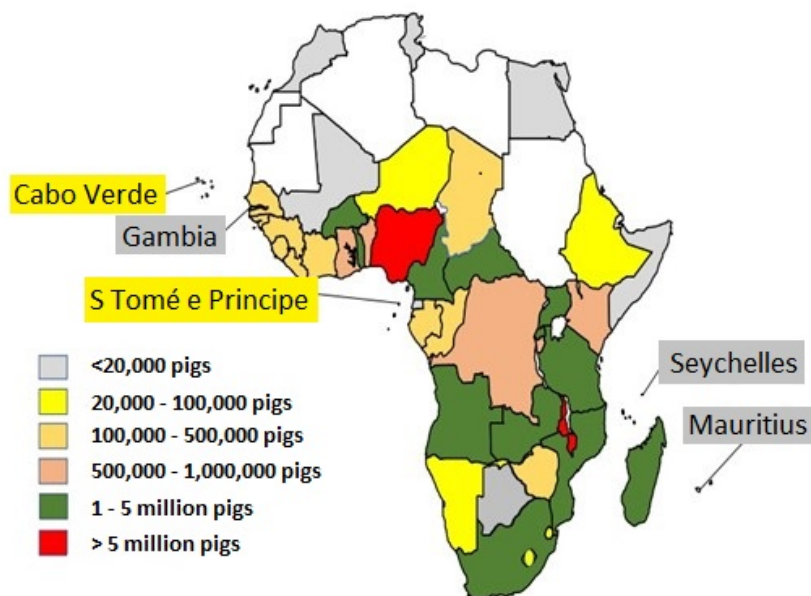 Cabo Verde
Gambia
S Tomé e Principe
Seychelles
Mauritius
<20,000 pigs
20,000 - 100,000 pigs
100,000 - 500,000 pigs
500,000 - 1,000,000 pigs
1 - 5 million pigs
> 5 million pigs